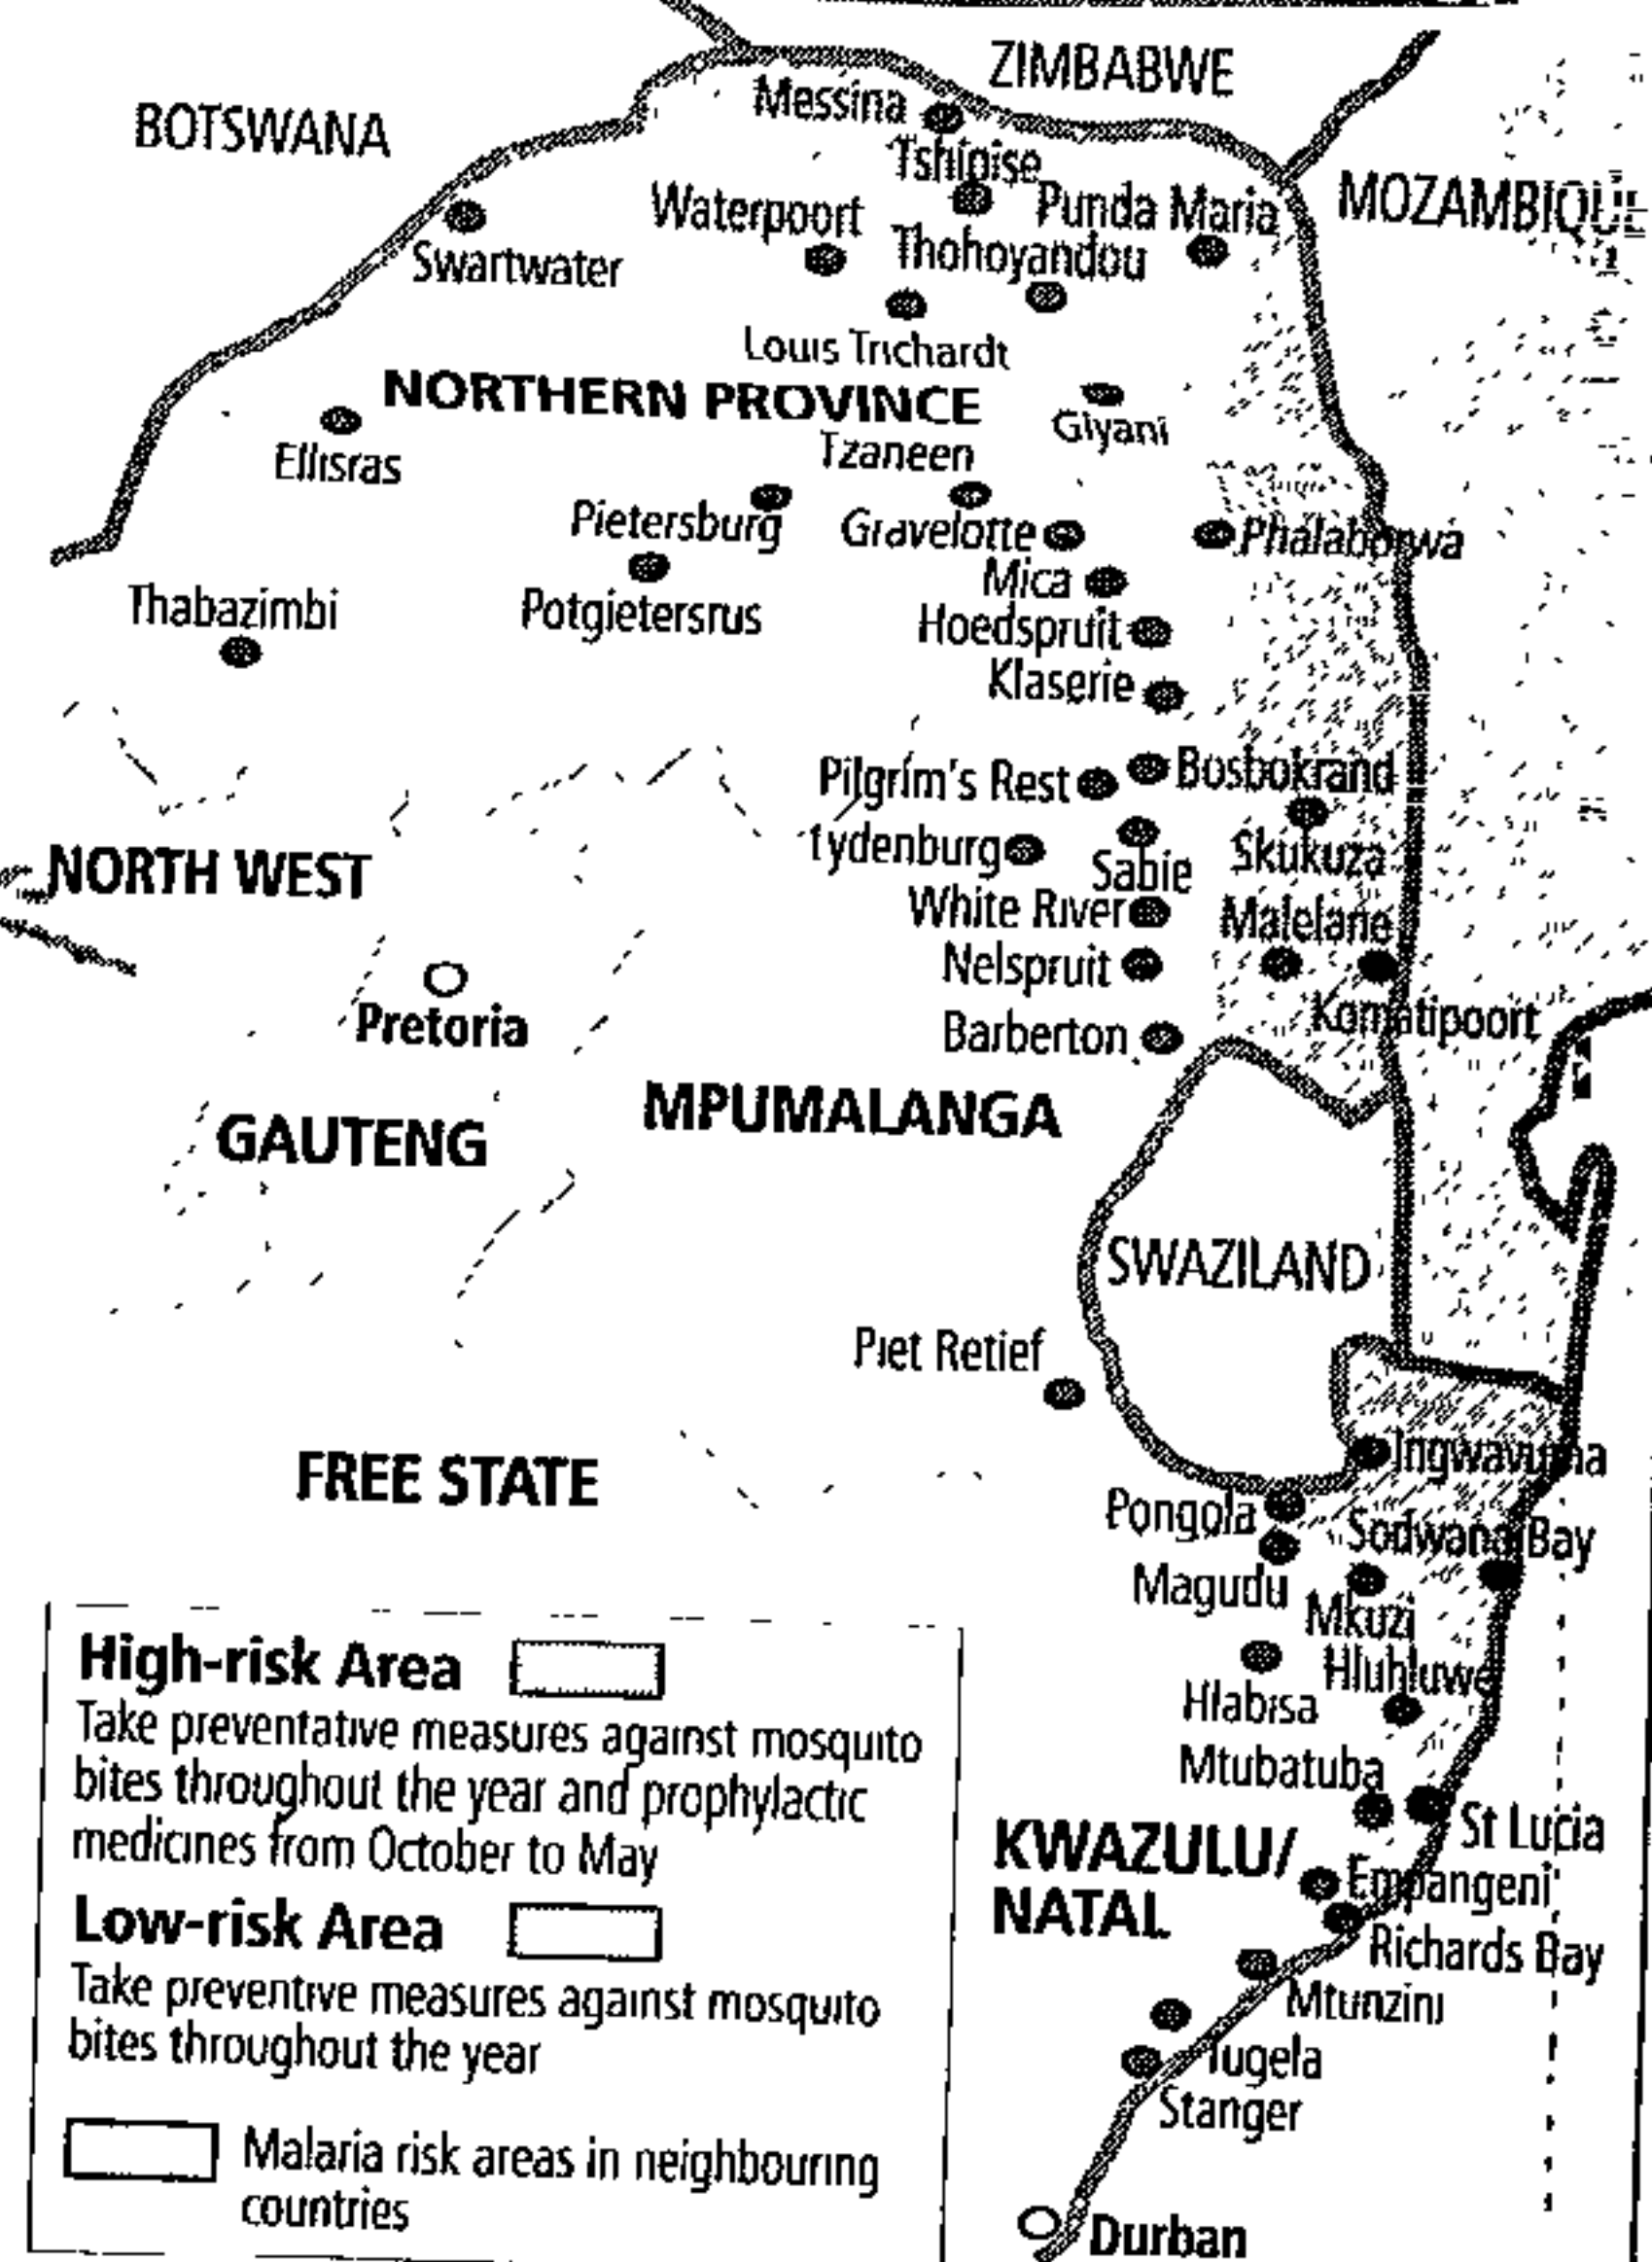 ZIMBABWE
BOTSWANA
Messina
Tshipise
MOZAMBIQUE
Waterpoort
Punda Maria
Swartwater
Thohoyandou
Louis Trichardt
NORTHERN PROVINCE
Giyani
Ellisras
Tzaneen
Pietersburg
Gravelotte
Phalaborwa
Mica
Thabazimbi
Potgietersrus
Hoedspruit
Klaserie
Pilgrim's Rest
Bosbokrand
NORTH WEST
Lydenburg
Sabie
Skukuza
White River
Malelane
Nelspruit
Pretoria
Komatipoort
Barberton
MPUMALANGA
GAUTENG
SWAZILAND
Piet Retief
FREE STATE
Ingwavuma
Pongola
Sodwana Bay
Magudu
Mkuzi
Hluhluwe
Hlabisa
Mtubatuba
St Lucia
KWAZULU/
NATAL
Empangeni
Richards Bay
Mtunzini
Tugela
Stanger
Durban
High-risk Area
Take preventative measures against mosquito
bites throughout the year and prophylactic
medicines from October to May
Low-risk Area
Take preventive measures against mosquito
bites throughout the year
Malaria risk areas in neighbouring
countries